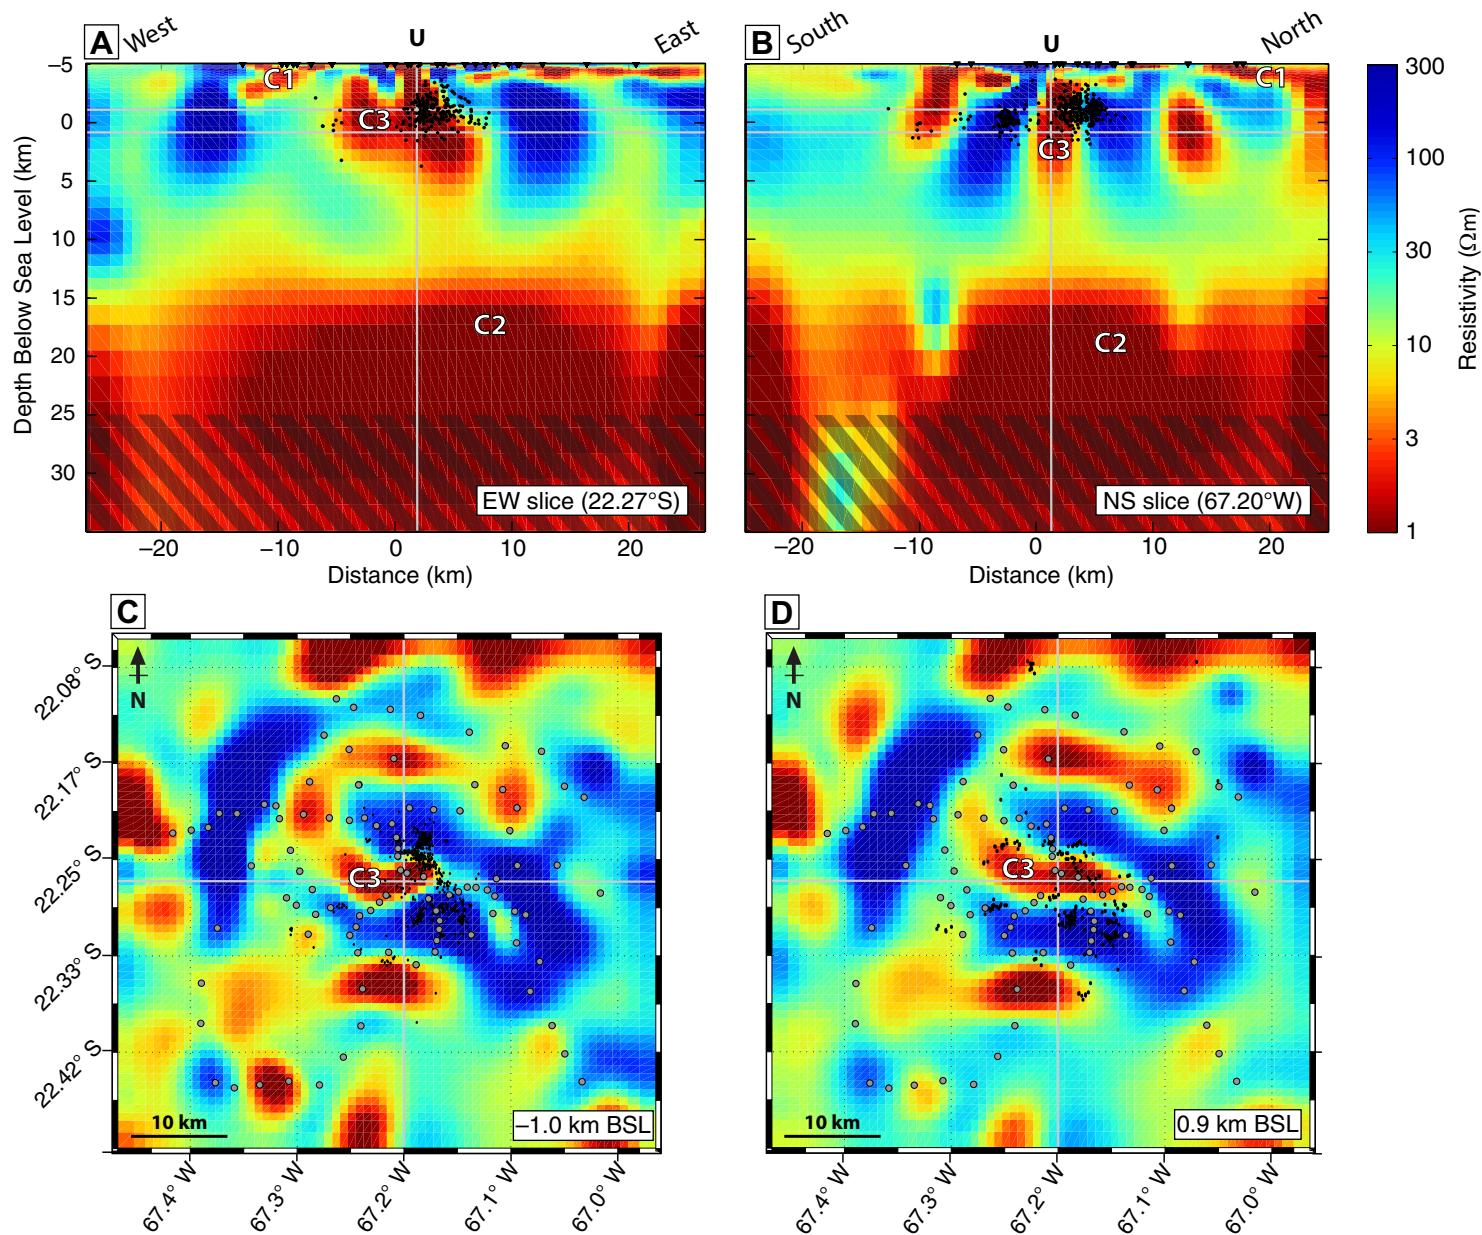 A West U East
B South U North
–5
0
5
10
15
20
25
30
Depth Below Sea Level (km)
C1
C3
C2
EW slice (22.27°S)
–20 –10 0 10 20
Distance (km)
C1
C3
C2
NS slice (67.20°W)
–20 –10 0 10 20
Distance (km)
300
100
30
10
3
1
Resistivity (Ωm)
C
N
22.08° S
22.17° S
22.25° S
22.33° S
22.42° S
C3
10 km
–1.0 km BSL
67.4° W 67.3° W 67.2° W 67.1° W 67.0° W
D
N
C3
10 km
0.9 km BSL
67.4° W 67.3° W 67.2° W 67.1° W 67.0° W